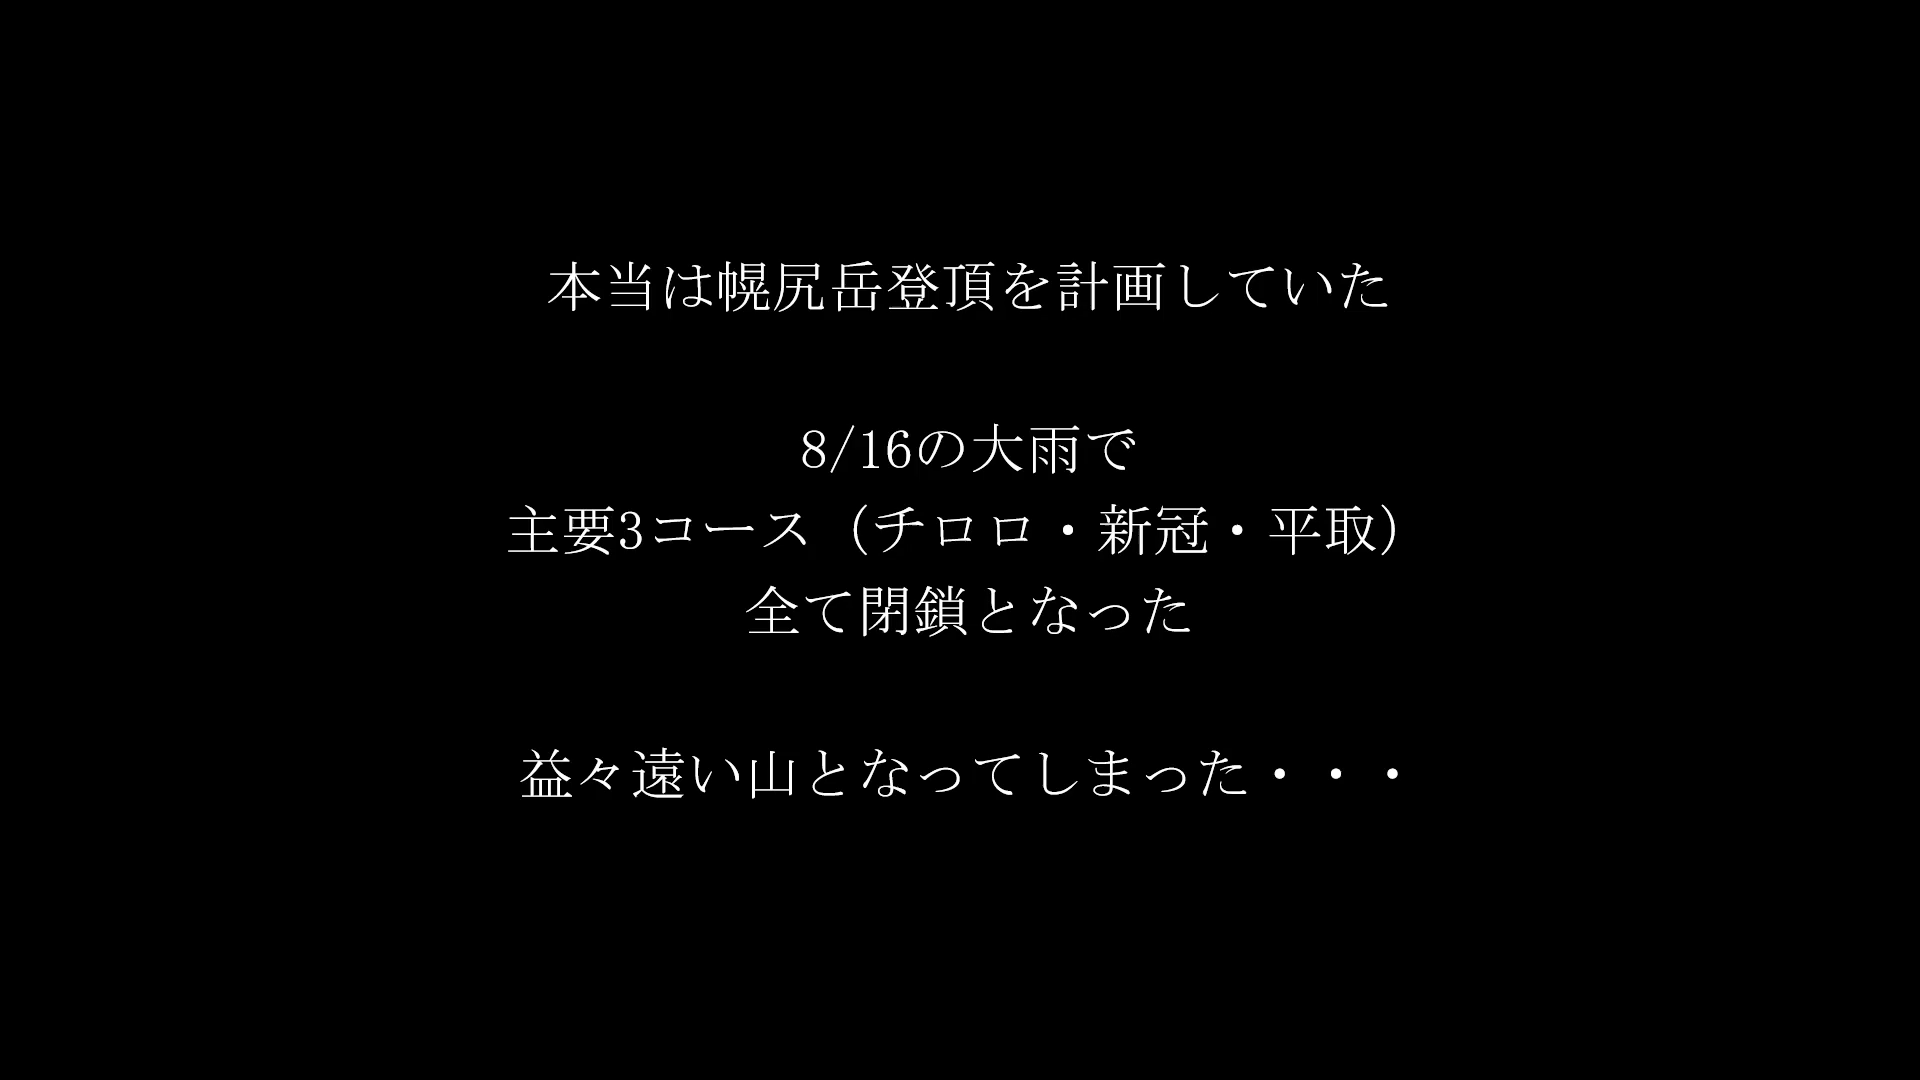 本当は幌尻岳登頂を計画していた
8/16の大雨で
主要3コース（チロロ・新冠・平取）
全て閉鎖となった
益々遠い山となってしまった・・・